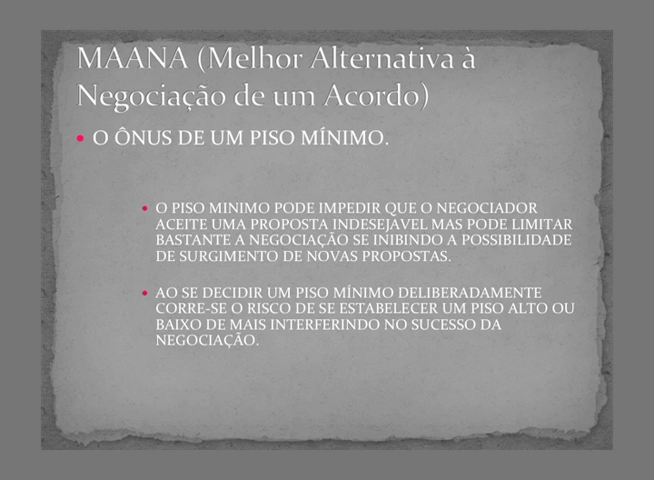 MAANA (Melhor Alternativa à
Negociação de um Acordo)
• O ÔNUS DE UM PISO MÍNIMO.
• O PISO MINIMO PODE IMPEDIR QUE O NEGOCIADOR
ACEITE UMA PROPOSTA INDESEJAVEL MAS PODE LIMITAR
BASTANTE A NEGOCIAÇÃO SE INIBINDO A POSSIBILIDADE
DE SURGIMENTO DE NOVAS PROPOSTAS.
• AO SE DECIDIR UM PISO MÍNIMO DELIBERADAMENTE
CORRE-SE O RISCO DE SE ESTABELECER UM PISO ALTO OU
BAIXO DE MAIS INTERFERINDO NO SUCESSO DA
NEGOCIAÇÃO.